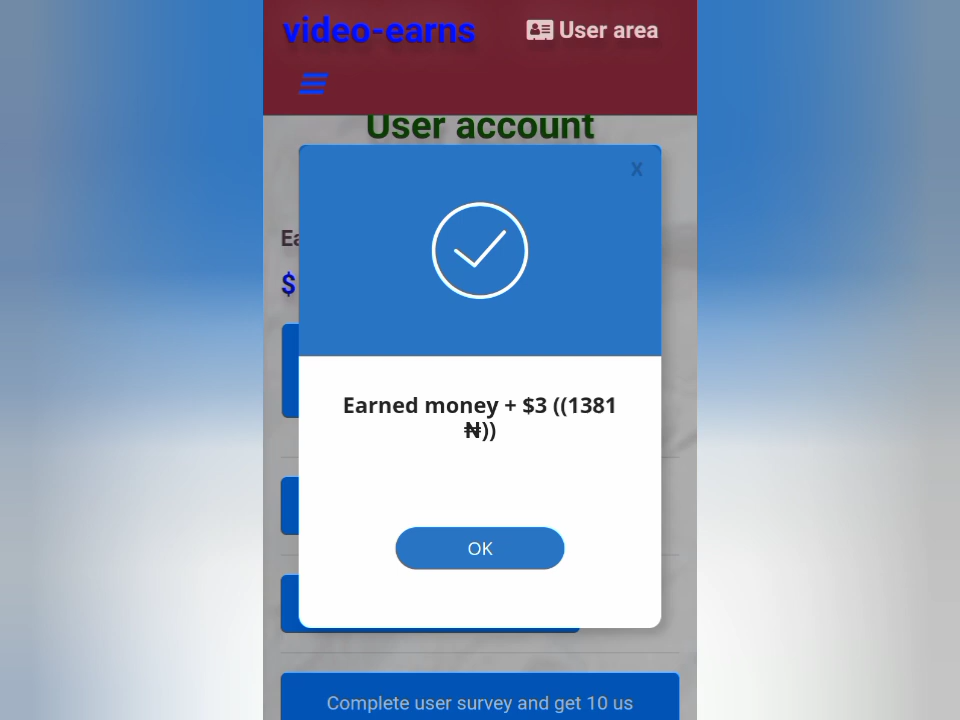 video-earns
User area
User account
x
$
Earned money + $3 ((1381
₦))
OK
Complete user survey and get 10 us